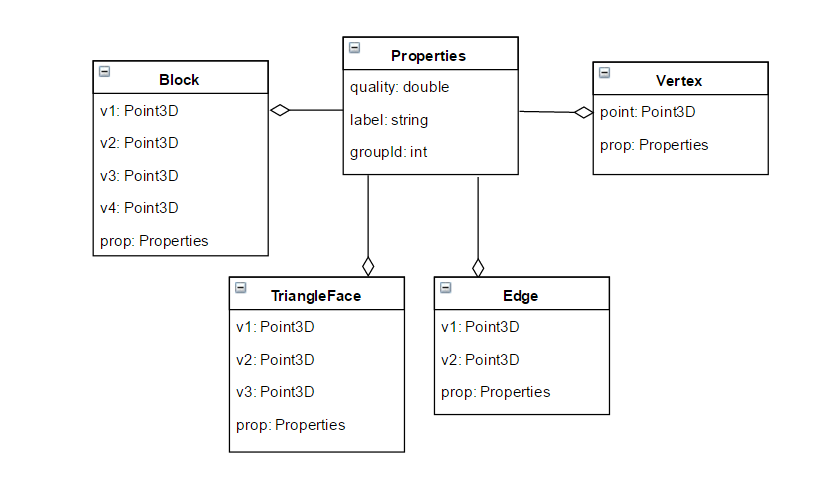 Block
v1: Point3D
v2: Point3D
v3: Point3D
v4: Point3D
prop: Properties
Properties
quality: double
label: string
groupId: int
Vertex
point: Point3D
prop: Properties
TriangleFace
v1: Point3D
v2: Point3D
v3: Point3D
prop: Properties
Edge
v1: Point3D
v2: Point3D
prop: Properties